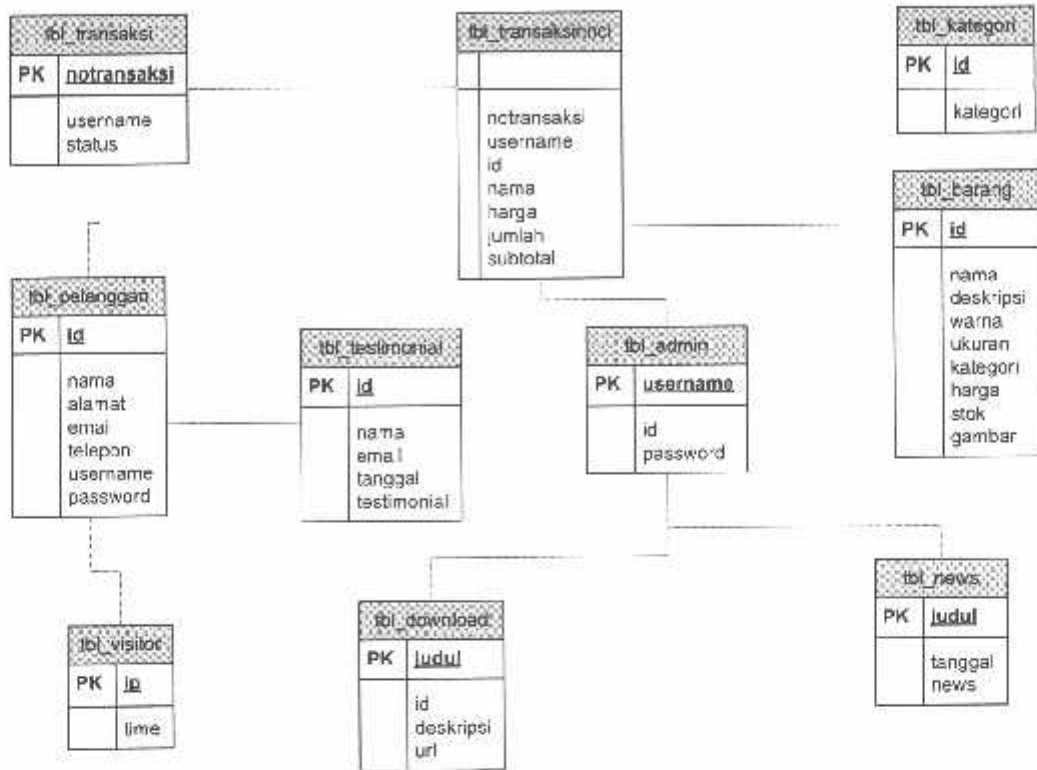 tbl_transaksi
PK notransaksi
username
status
tbl_transaksirinci
notransaksi
username
id
nama
harga
jumlah
subtotal
tbl_kategori
PK id
kategori
tbl_barang
PK id
nama
deskripsi
warna
ukuran
kategori
harga
stok
gambar
tbl_pelanggan
PK id
nama
alamat
email
telepon
username
password
tbl_testimonial
PK id
nama
email
tanggal
testimonial
tbl_admin
PK username
id
password
tbl_visitor
PK ip
time
tbl_download
PK judul
id
deskripsi
url
tbl_news
PK judul
tanggal
news